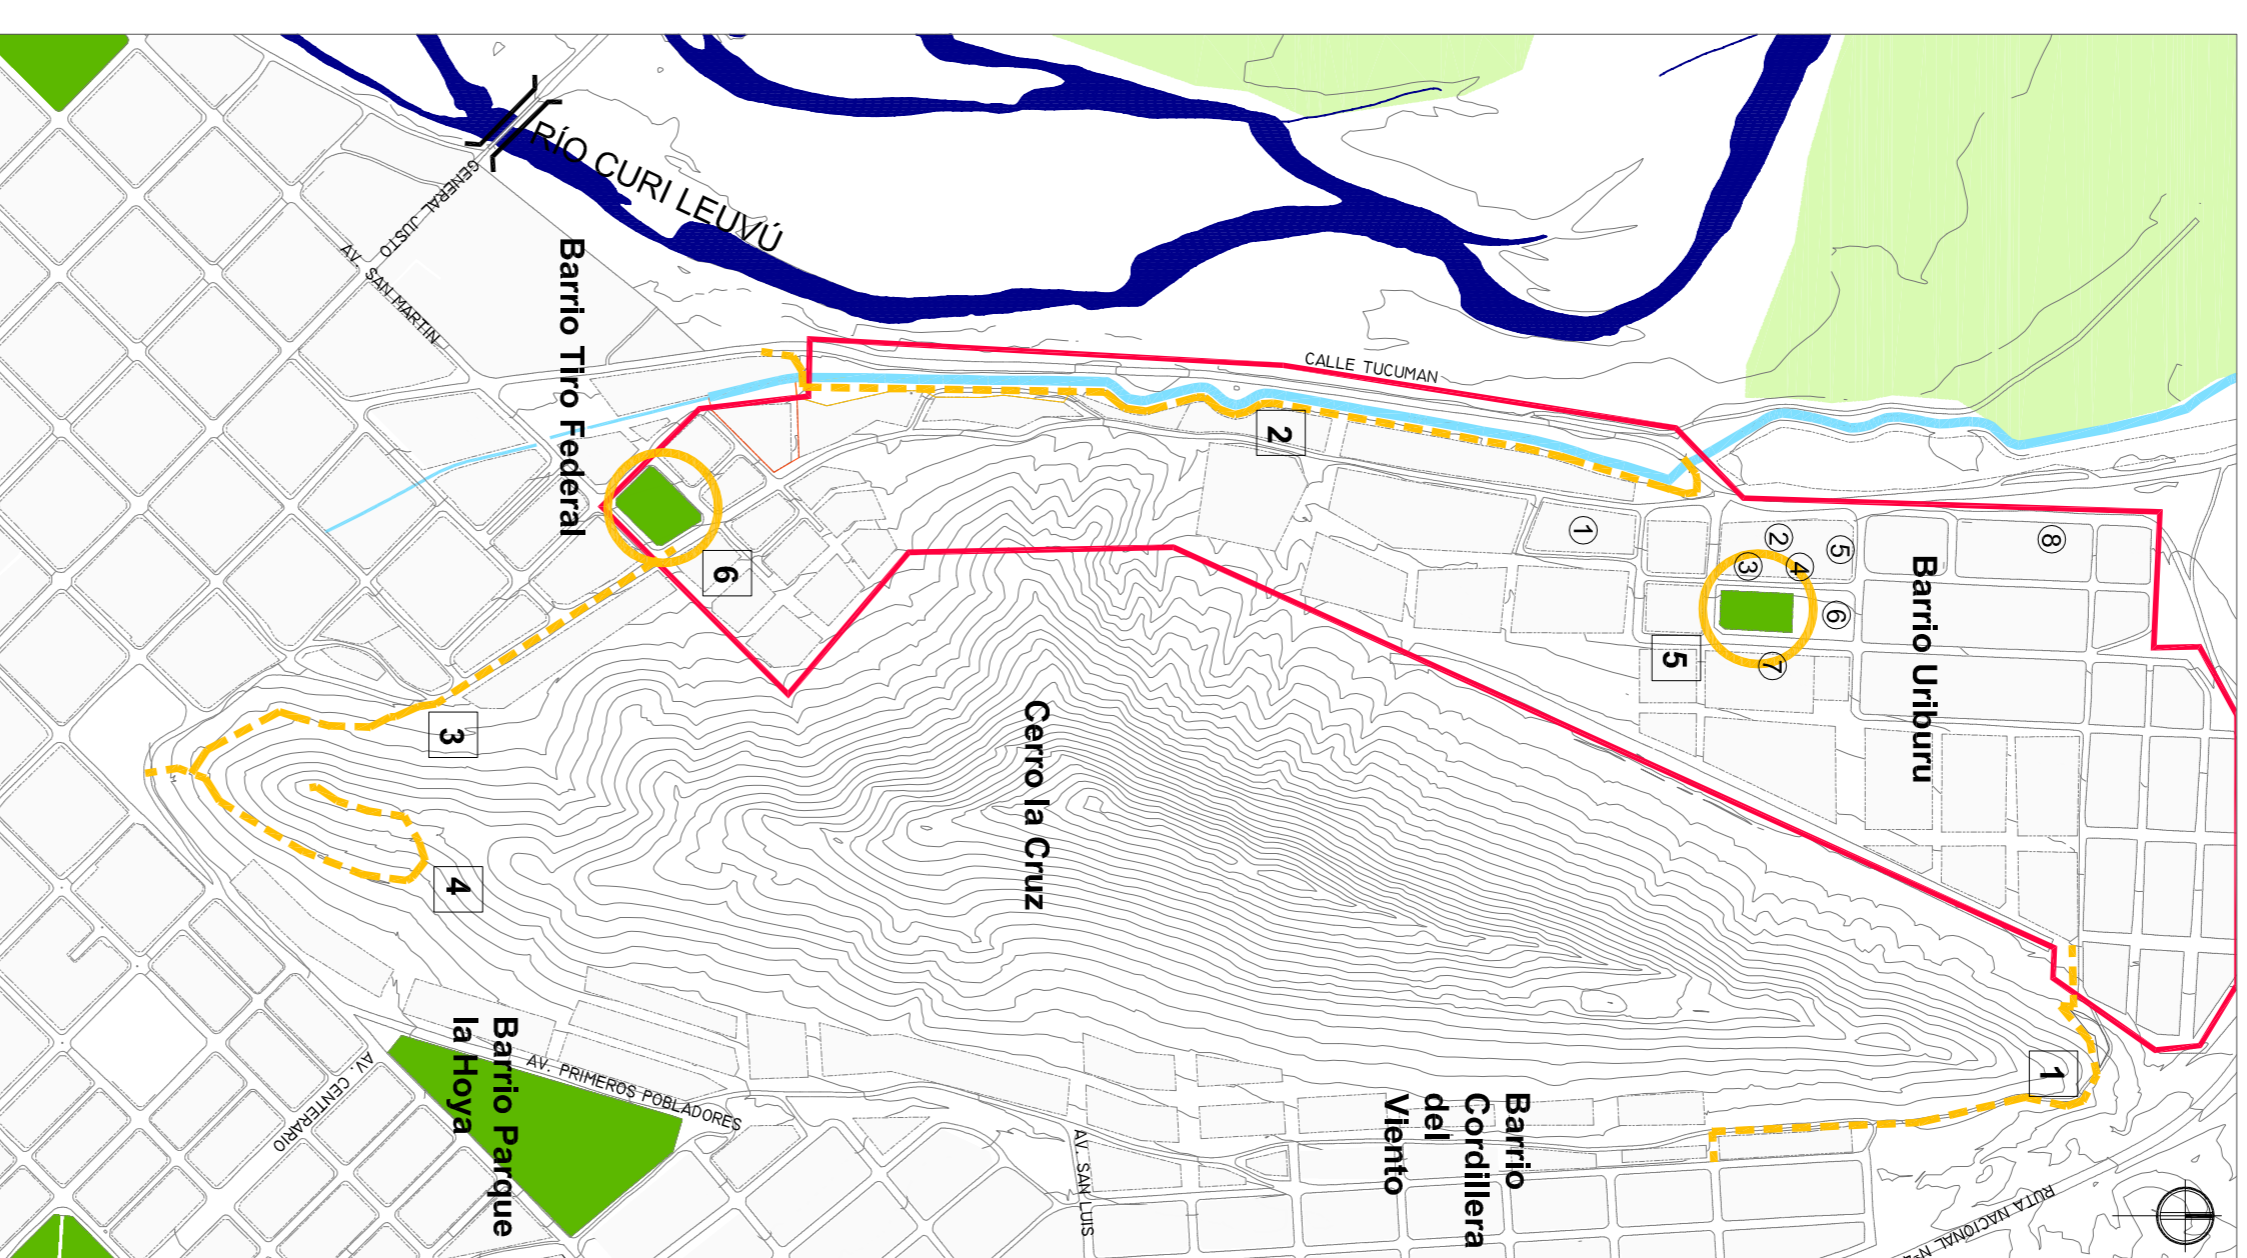 RÍO CURI LEUVÚ
GENERAL JUSTO
AV. SAN MARTIN
Barrio Tiro Federal
CALLE TUCUMAN
2
1
2
5
8
3
4
6
7
5
Barrio Uriburu
6
3
4
Cerro la Cruz
1
Barrio Parque
la Hoya
AV. PRIMEROS POBLADORES
AV. CENTERARIO
AV. SAN LUIS
Barrio
Cordillera
del
Viento
RUTA NACIONAL